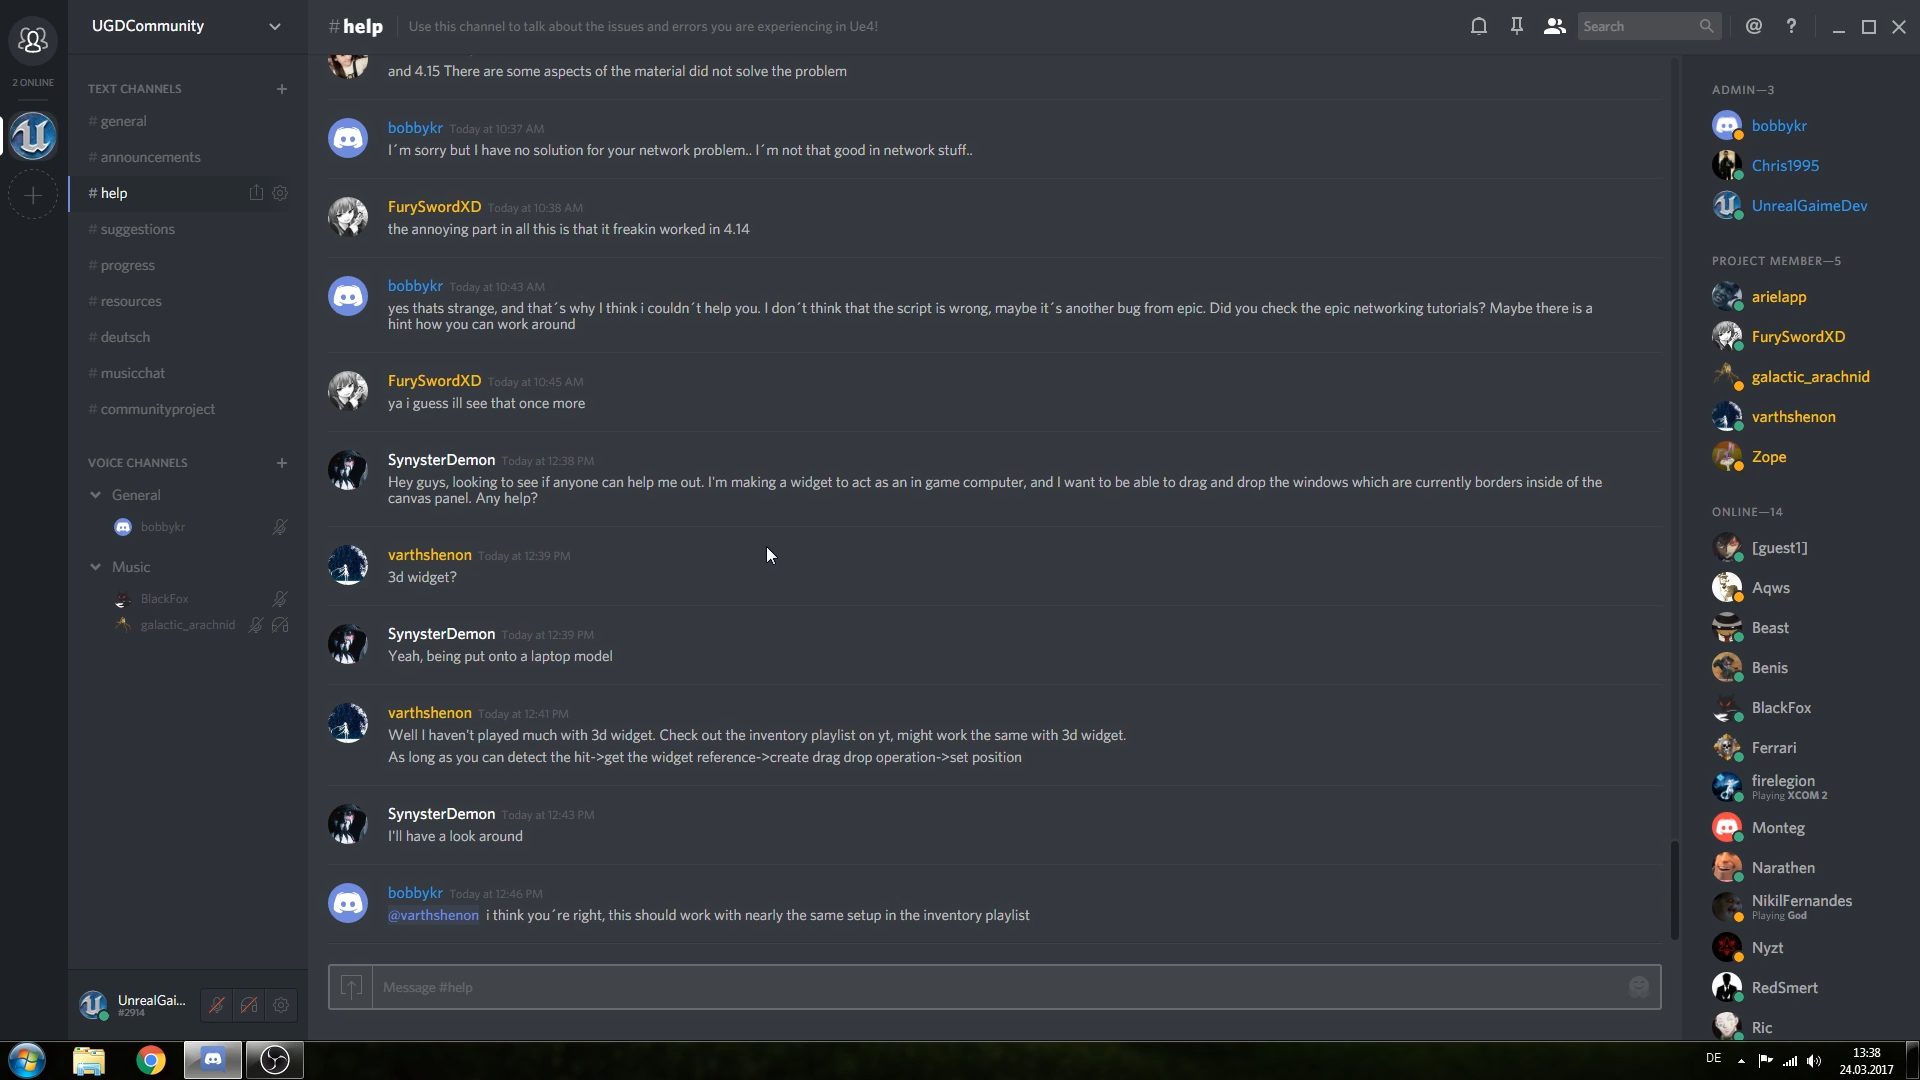 UGDCommunity
#help
Use this channel to talk about the issues and errors you are experiencing in Ue4!
Search
2 ONLINE
TEXT CHANNELS
# general
# announcements
# help
# suggestions
# progress
# resources
# deutsch
# musicchat
# communityproject
VOICE CHANNELS
General
bobbykr
Music
BlackFox
galactic_arachnid
UnrealGai...
#2914
and 4.15 There are some aspects of the material did not solve the problem
bobbykr Today at 10:37 AM
I´m sorry but I have no solution for your network problem.. I´m not that good in network stuff..
FurySwordXD Today at 10:38 AM
the annoying part in all this is that it freakin worked in 4.14
bobbykr Today at 10:43 AM
yes thats strange, and that´s why I think i couldn´t help you. I don´t think that the script is wrong, maybe it´s another bug from epic. Did you check the epic networking tutorials? Maybe there is a
hint how you can work around
FurySwordXD Today at 10:45 AM
ya i guess ill see that once more
SynysterDemon Today at 12:38 PM
Hey guys, looking to see if anyone can help me out. I'm making a widget to act as an in game computer, and I want to be able to drag and drop the windows which are currently borders inside of the
canvas panel. Any help?
varthshenon Today at 12:39 PM
3d widget?
SynysterDemon Today at 12:39 PM
Yeah, being put onto a laptop model
varthshenon Today at 12:41 PM
Well I haven't played much with 3d widget. Check out the inventory playlist on yt, might work the same with 3d widget.
As long as you can detect the hit->get the widget reference->create drag drop operation->set position
SynysterDemon Today at 12:43 PM
I'll have a look around
bobbykr Today at 12:46 PM
@varthshenon i think you´re right, this should work with nearly the same setup in the inventory playlist
Message #help
ADMIN—3
bobbykr
Chris1995
UnrealGaimeDev
PROJECT MEMBER—5
arielapp
FurySwordXD
galactic_arachnid
varthshenon
Zope
ONLINE—14
[guest1]
Aqws
Beast
Benis
BlackFox
Ferrari
firelegion
Playing XCOM 2
Monteg
Narathen
NikilFernandes
Playing God
Nyzt
RedSmert
Ric
DE
13:38
24.03.2017